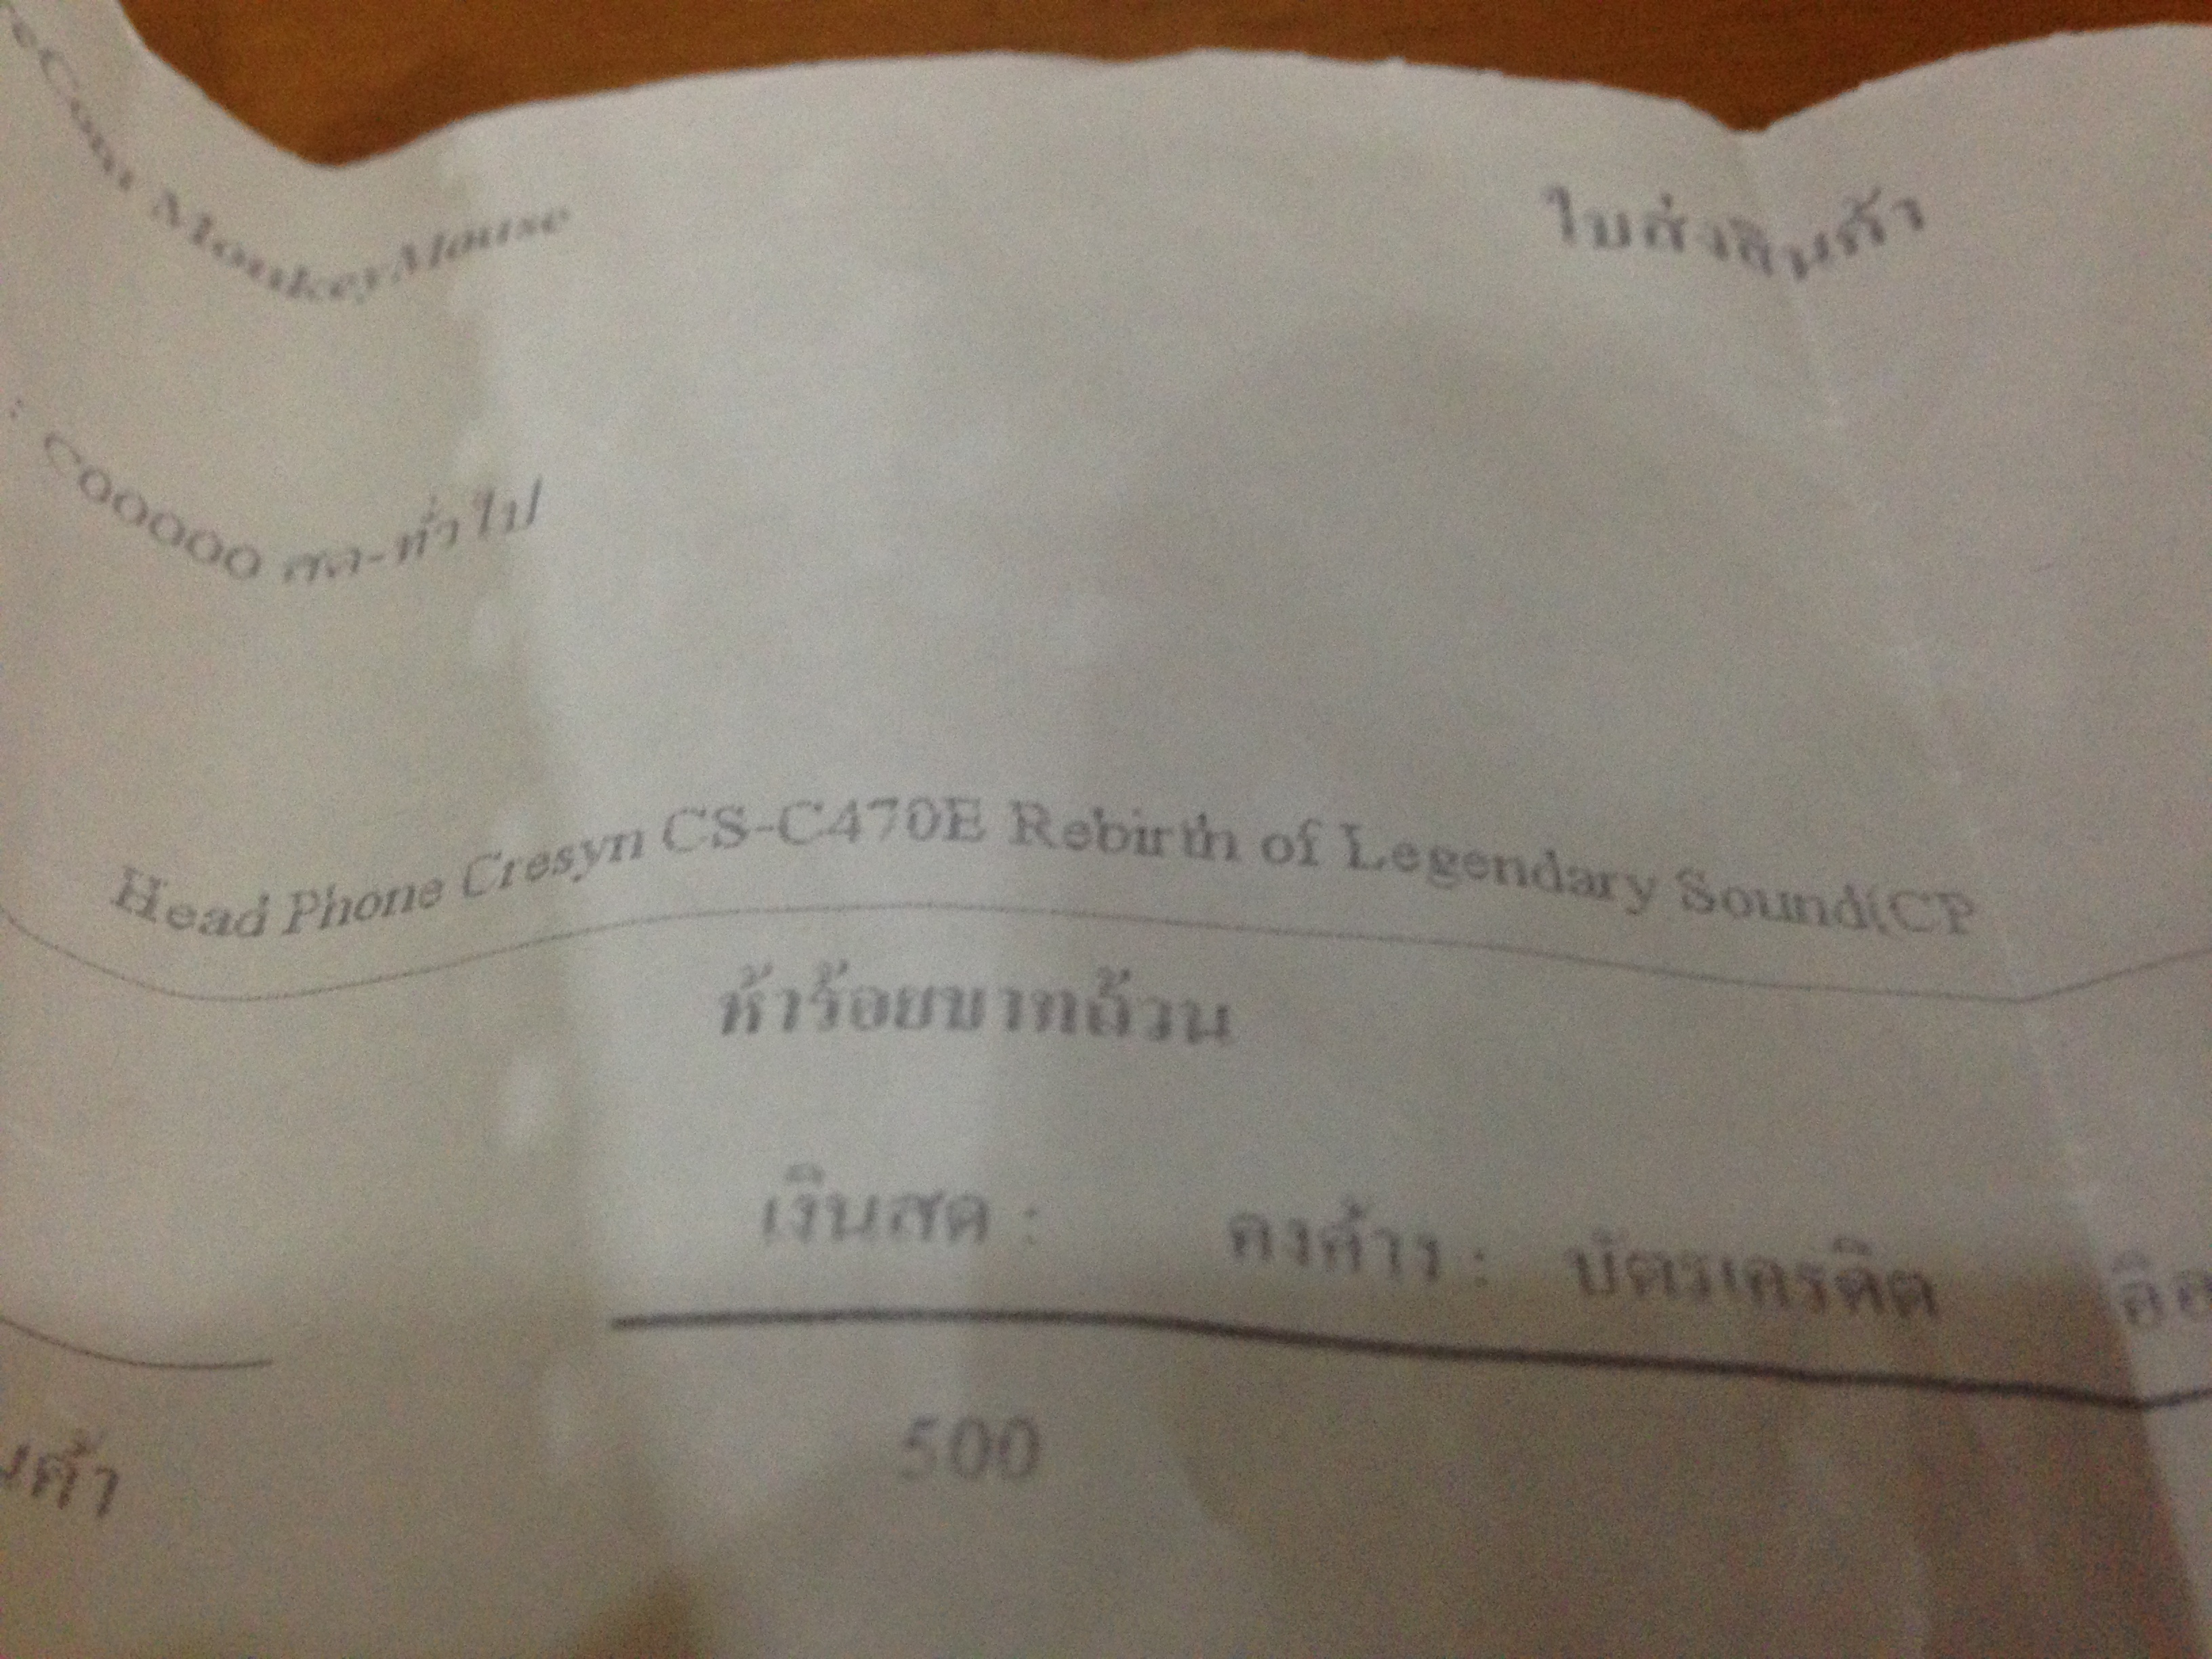 MonkeyMouse
ใบส่งสินค้า
: C00000 สด-ทั่วไป
Head Phone Cresyn CS-C470E Rebirth of Legendary Sound(CP
ห้าร้อยบาทถ้วน
เงินสด : คงค้าง : บัตรเครดิต
500